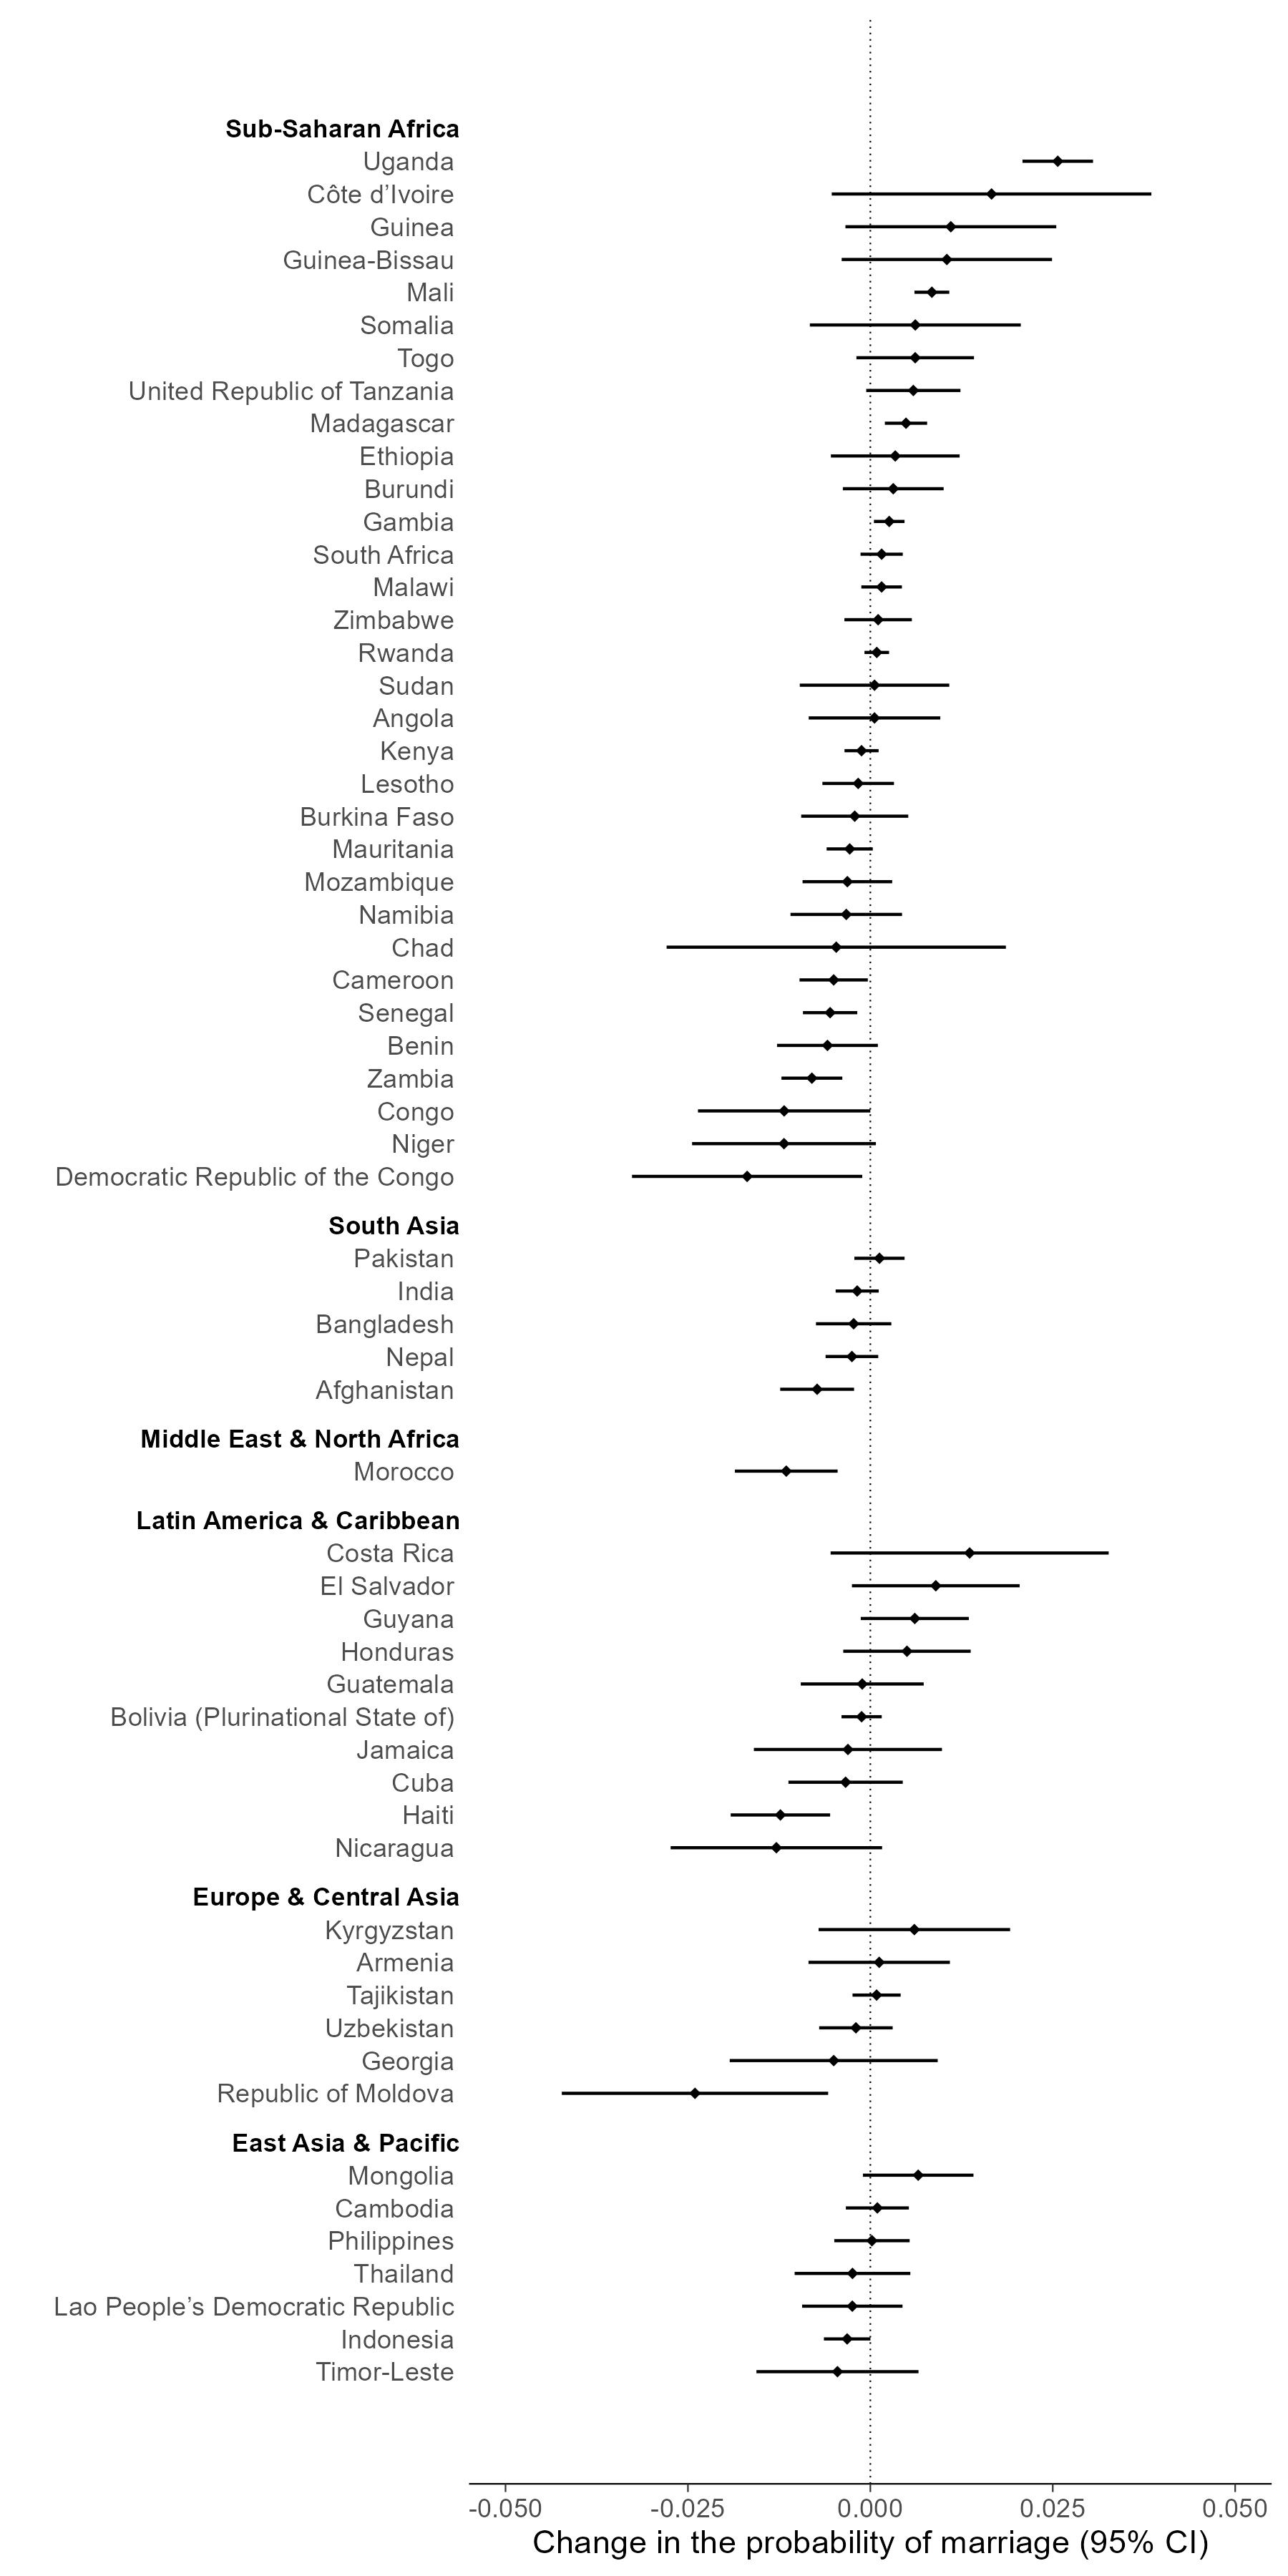 Sub-Saharan Africa
Uganda
Côte d’Ivoire
Guinea
Guinea-Bissau
Mali
Somalia
Togo
United Republic of Tanzania
Madagascar
Ethiopia
Burundi
Gambia
South Africa
Malawi
Zimbabwe
Rwanda
Sudan
Angola
Kenya
Lesotho
Burkina Faso
Mauritania
Mozambique
Namibia
Chad
Cameroon
Senegal
Benin
Zambia
Congo
Niger
Democratic Republic of the Congo
South Asia
Pakistan
India
Bangladesh
Nepal
Afghanistan
Middle East & North Africa
Morocco
Latin America & Caribbean
Costa Rica
El Salvador
Guyana
Honduras
Guatemala
Bolivia (Plurinational State of)
Jamaica
Cuba
Haiti
Nicaragua
Europe & Central Asia
Kyrgyzstan
Armenia
Tajikistan
Uzbekistan
Georgia
Republic of Moldova
East Asia & Pacific
Mongolia
Cambodia
Philippines
Thailand
Lao People’s Democratic Republic
Indonesia
Timor-Leste
-0.050 -0.025 0.000 0.025 0.050
Change in the probability of marriage (95% CI)